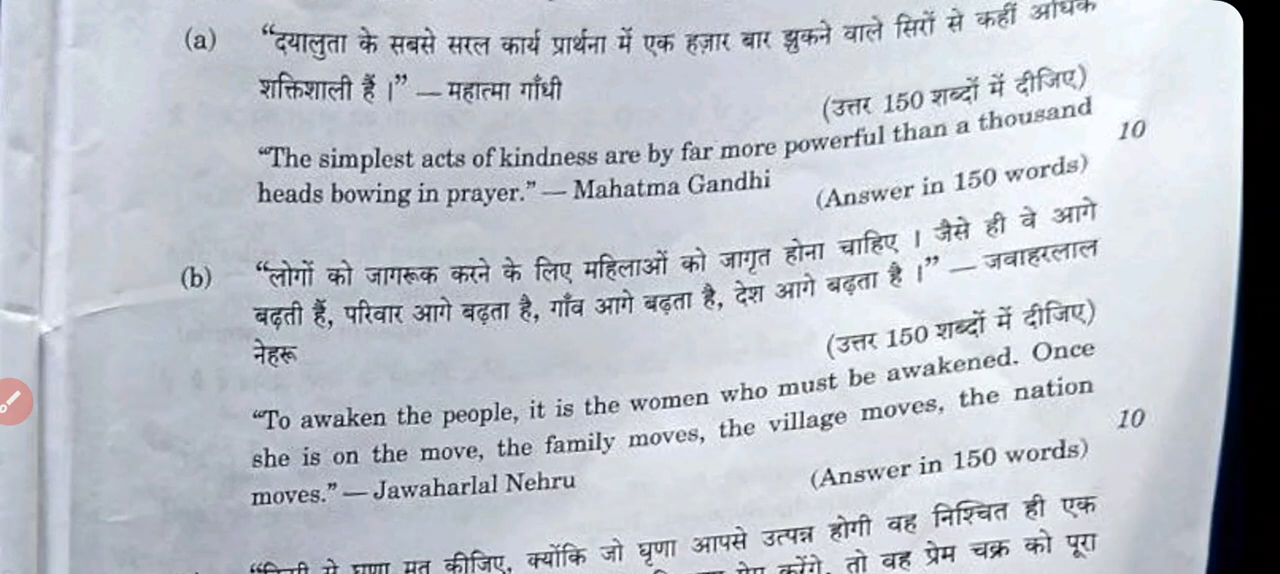 (a) “दयालुता के सबसे सरल कार्य प्रार्थना में एक हज़ार बार झुकने वाले सिरों से कहीं अधिक
शक्तिशाली हैं ।” — महात्मा गाँधी
(उत्तर 150 शब्दों में दीजिए)
“The simplest acts of kindness are by far more powerful than a thousand
heads bowing in prayer.” — Mahatma Gandhi
(Answer in 150 words) 10
(b) “लोगों को जागरूक करने के लिए महिलाओं को जागृत होना चाहिए । जैसे ही वे आगे
बढ़ती हैं, परिवार आगे बढ़ता है, गाँव आगे बढ़ता है, देश आगे बढ़ता है ।” — जवाहरलाल
नेहरू
(उत्तर 150 शब्दों में दीजिए)
“To awaken the people, it is the women who must be awakened. Once
she is on the move, the family moves, the village moves, the nation
moves.” — Jawaharlal Nehru
(Answer in 150 words) 10
घृणा मत कीजिए, क्योंकि जो घृणा आपसे उत्पन्न होगी वह निश्चित ही एक
करेंगे, तो वह प्रेम चक्र को पूरा